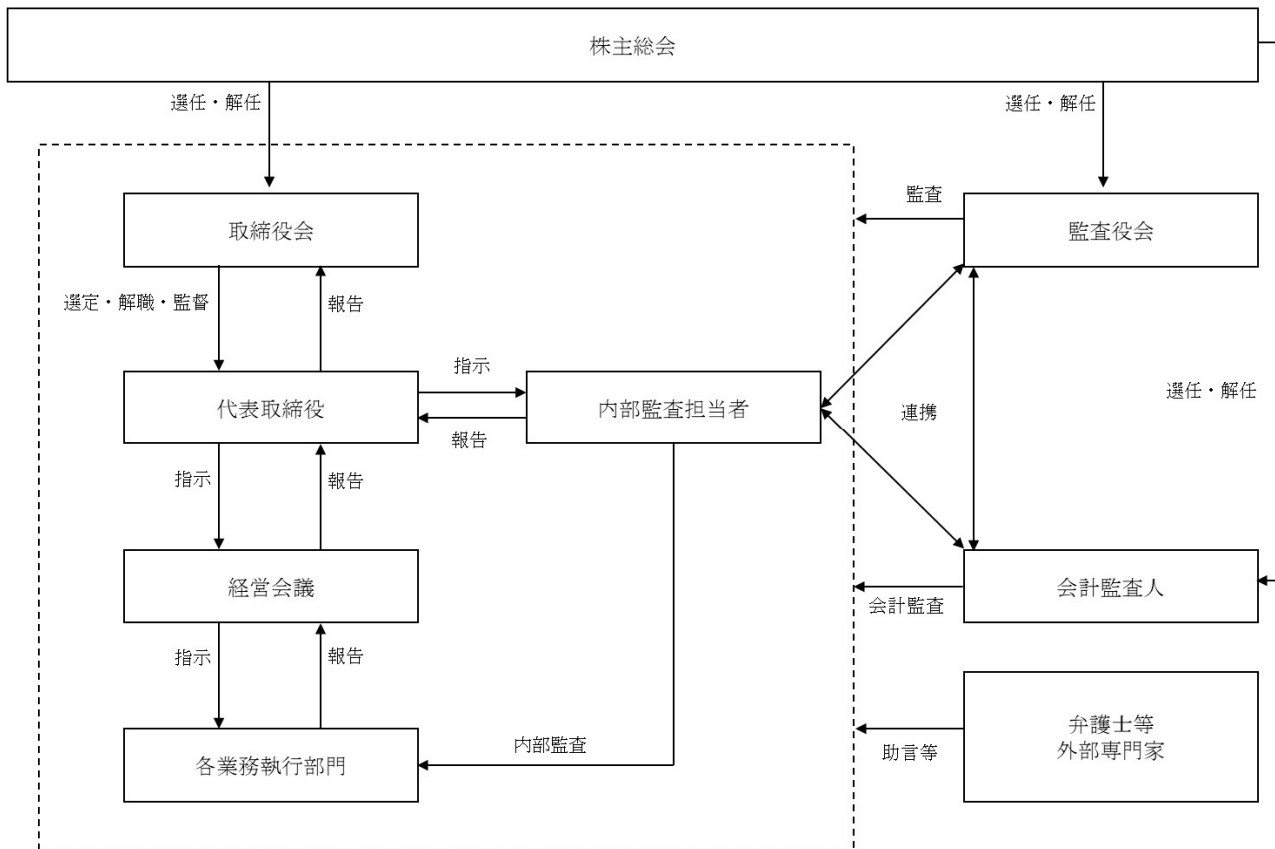 株主総会
選任・解任
選任・解任
監査
取締役会
監査役会
選定・解職・監督
報告
指示
選任・解任
代表取締役
内部監査担当者
連携
報告
指示
報告
経営会議
会計監査人
会計監査
指示
報告
弁護士等
外部専門家
内部監査
助言等
各業務執行部門